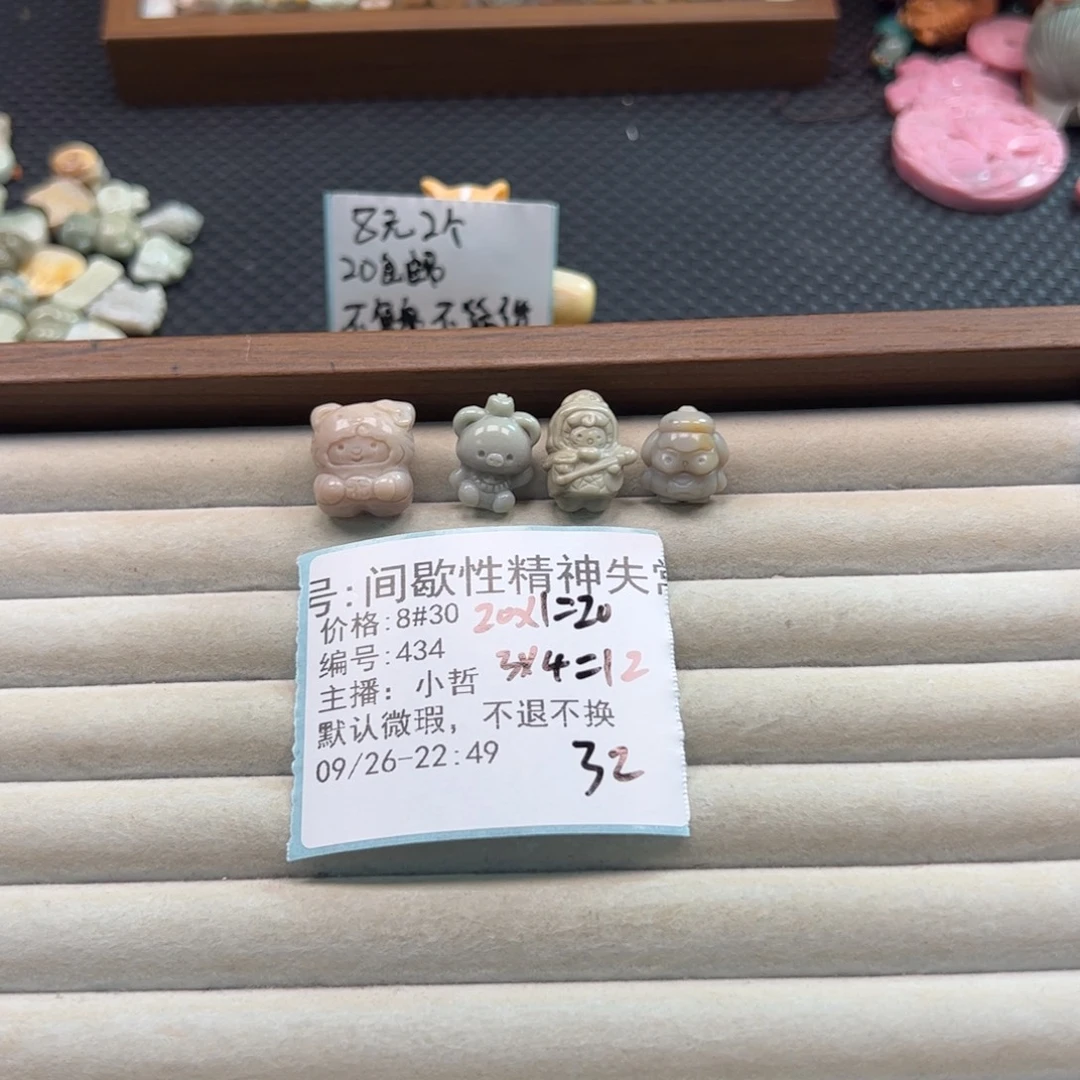 8元2个
20包邮
号:间歇性精神失常
价格:8#30 20x1=20
编号:434 3x4=12
主播:小哲
默认微瑕,不退不换
09/26-22:49 32